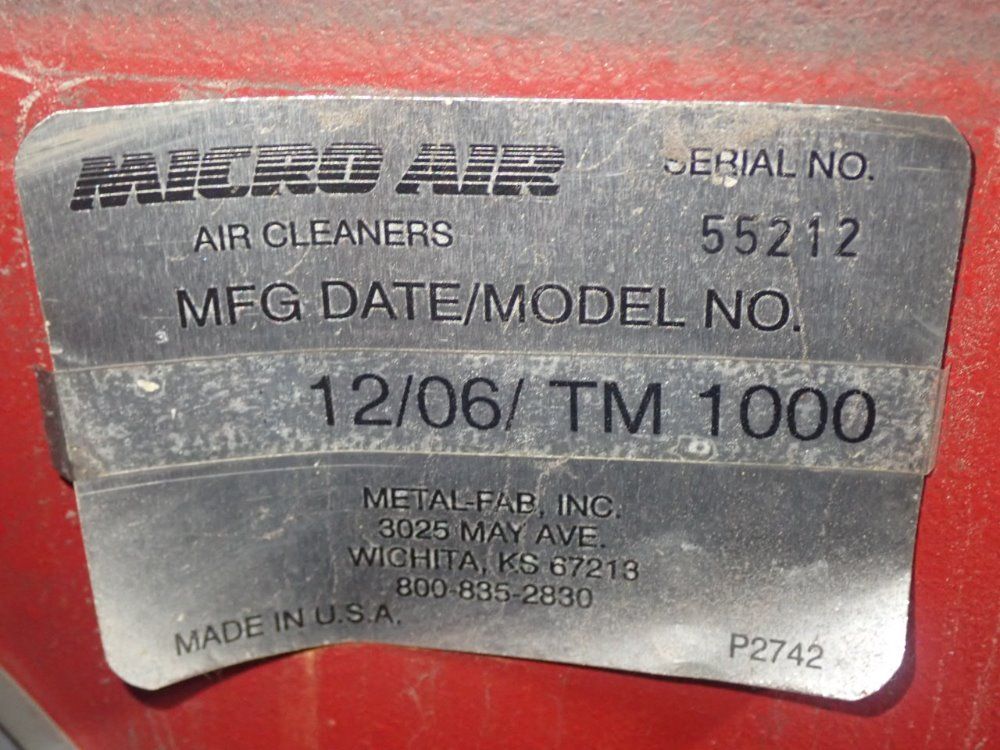 MICRO AIR
SERIAL NO.
AIR CLEANERS
55212
MFG DATE/MODEL NO.
12/06/ TM 1000
METAL-FAB, INC.
3025 MAY AVE.
WICHITA, KS 67213
800-835-2830
MADE IN U.S.A.
P2742